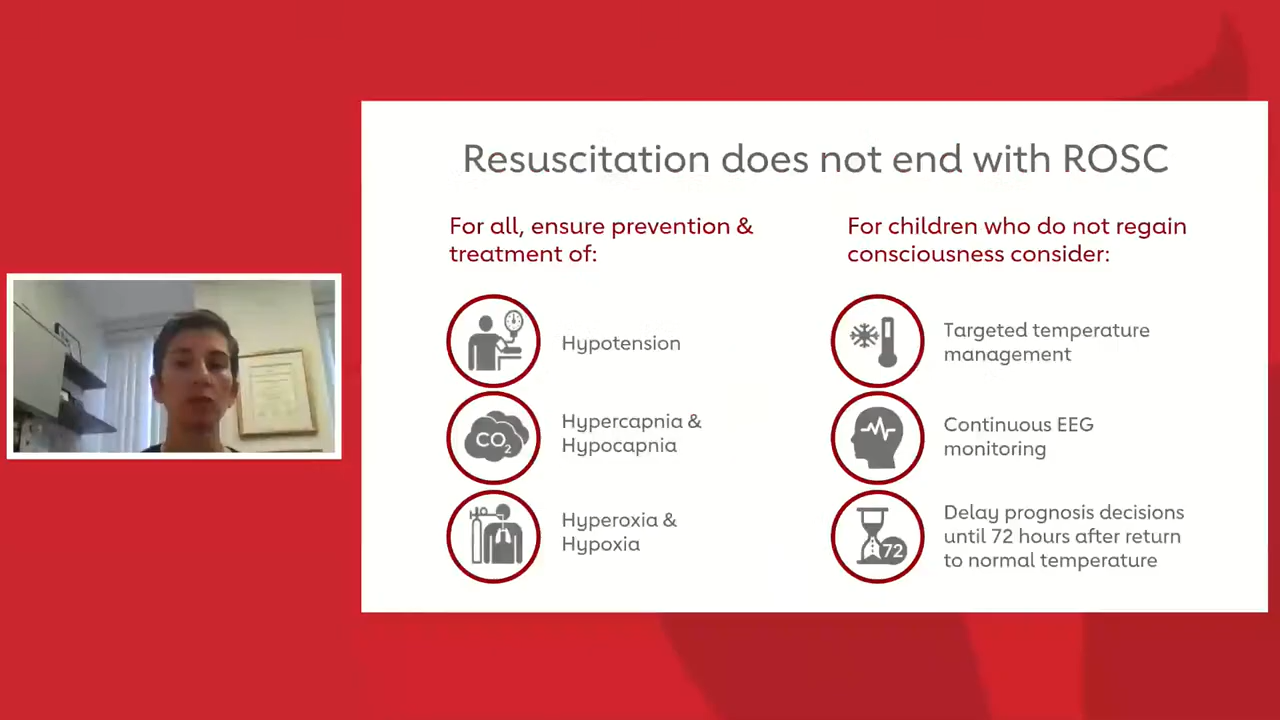 Resuscitation does not end with ROSC
For all, ensure prevention &
treatment of:
Hypotension
CO2
Hypercapnia &
Hypocapnia
Hyperoxia &
Hypoxia
For children who do not regain
consciousness consider:
Targeted temperature
management
Continuous EEG
monitoring
72
Delay prognosis decisions
until 72 hours after return
to normal temperature